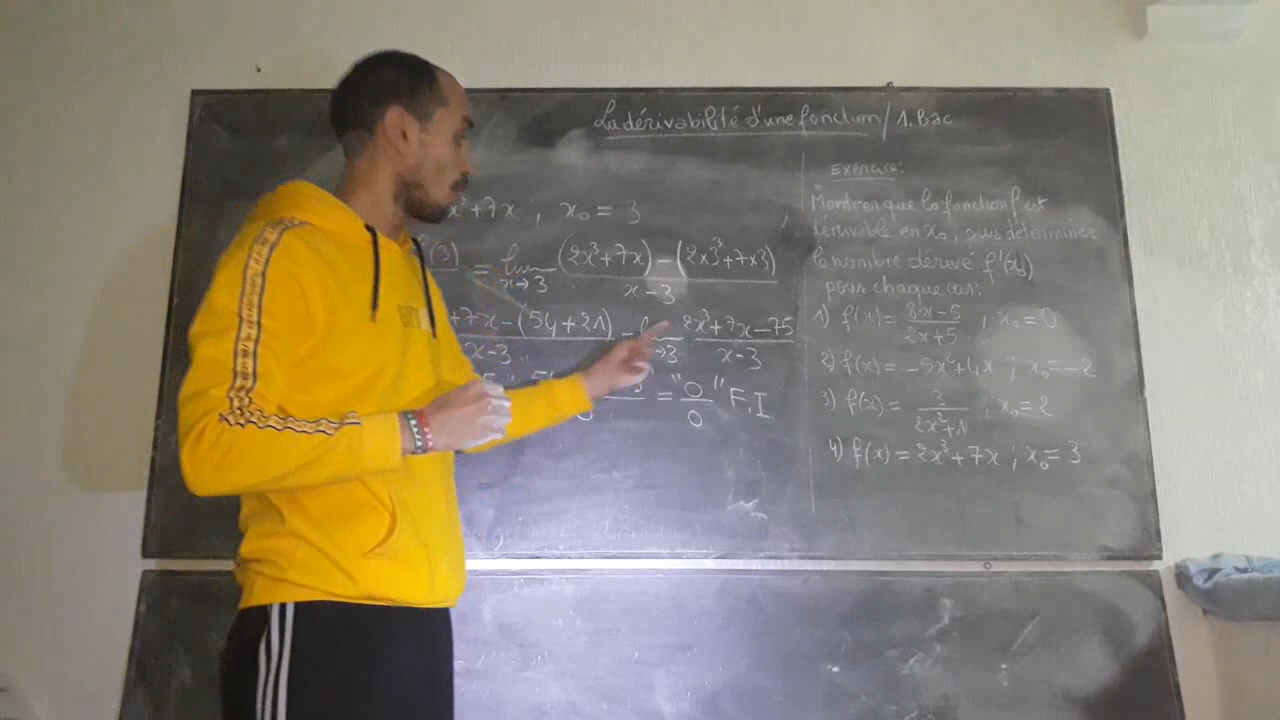 La dérivabilité d'une fonction / 1.Bac
x³+7x ; x₀ = 3
f(3) = lim x→3 (2x³+7x) - (2x3³+7x3) / x-3
+7x-(54+21) / x-3 = lim →3 2x³+7x-75 / x-3
= "0/0" F.I
Exercice:
Montrer que la fonction f est
dérivable en x₀, puis déterminer
le nombre dérivé f'(x₀)
pour chaque cas:
1) f(x) = 8x-5 / 2x+5 ; x₀ = 0
2) f(x) = -5x²+4x ; x₀ = -2
3) f(x) = 3 / 2x²+1 ; x₀ = 2
4) f(x) = 2x³+7x ; x₀ = 3